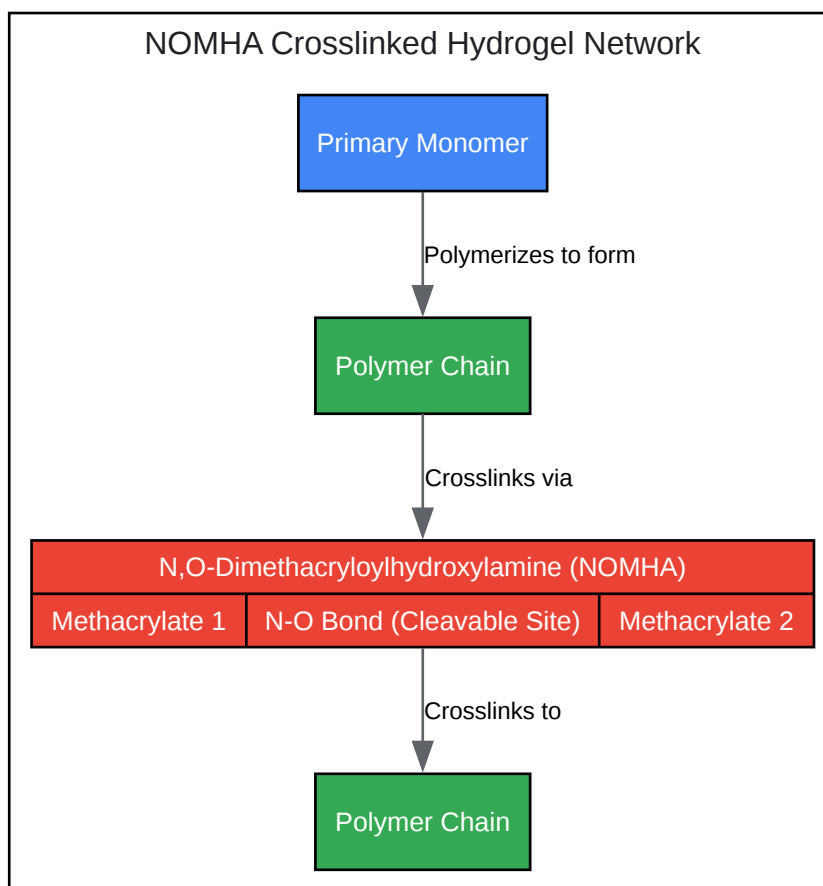 NOMHA Crosslinked Hydrogel Network
Primary Monomer
Polymerizes to form
Polymer Chain
Crosslinks via
N,O-Dimethacryloylhydroxylamine (NOMHA)
Methacrylate 1
N-O Bond (Cleavable Site)
Methacrylate 2
Crosslinks to
Polymer Chain